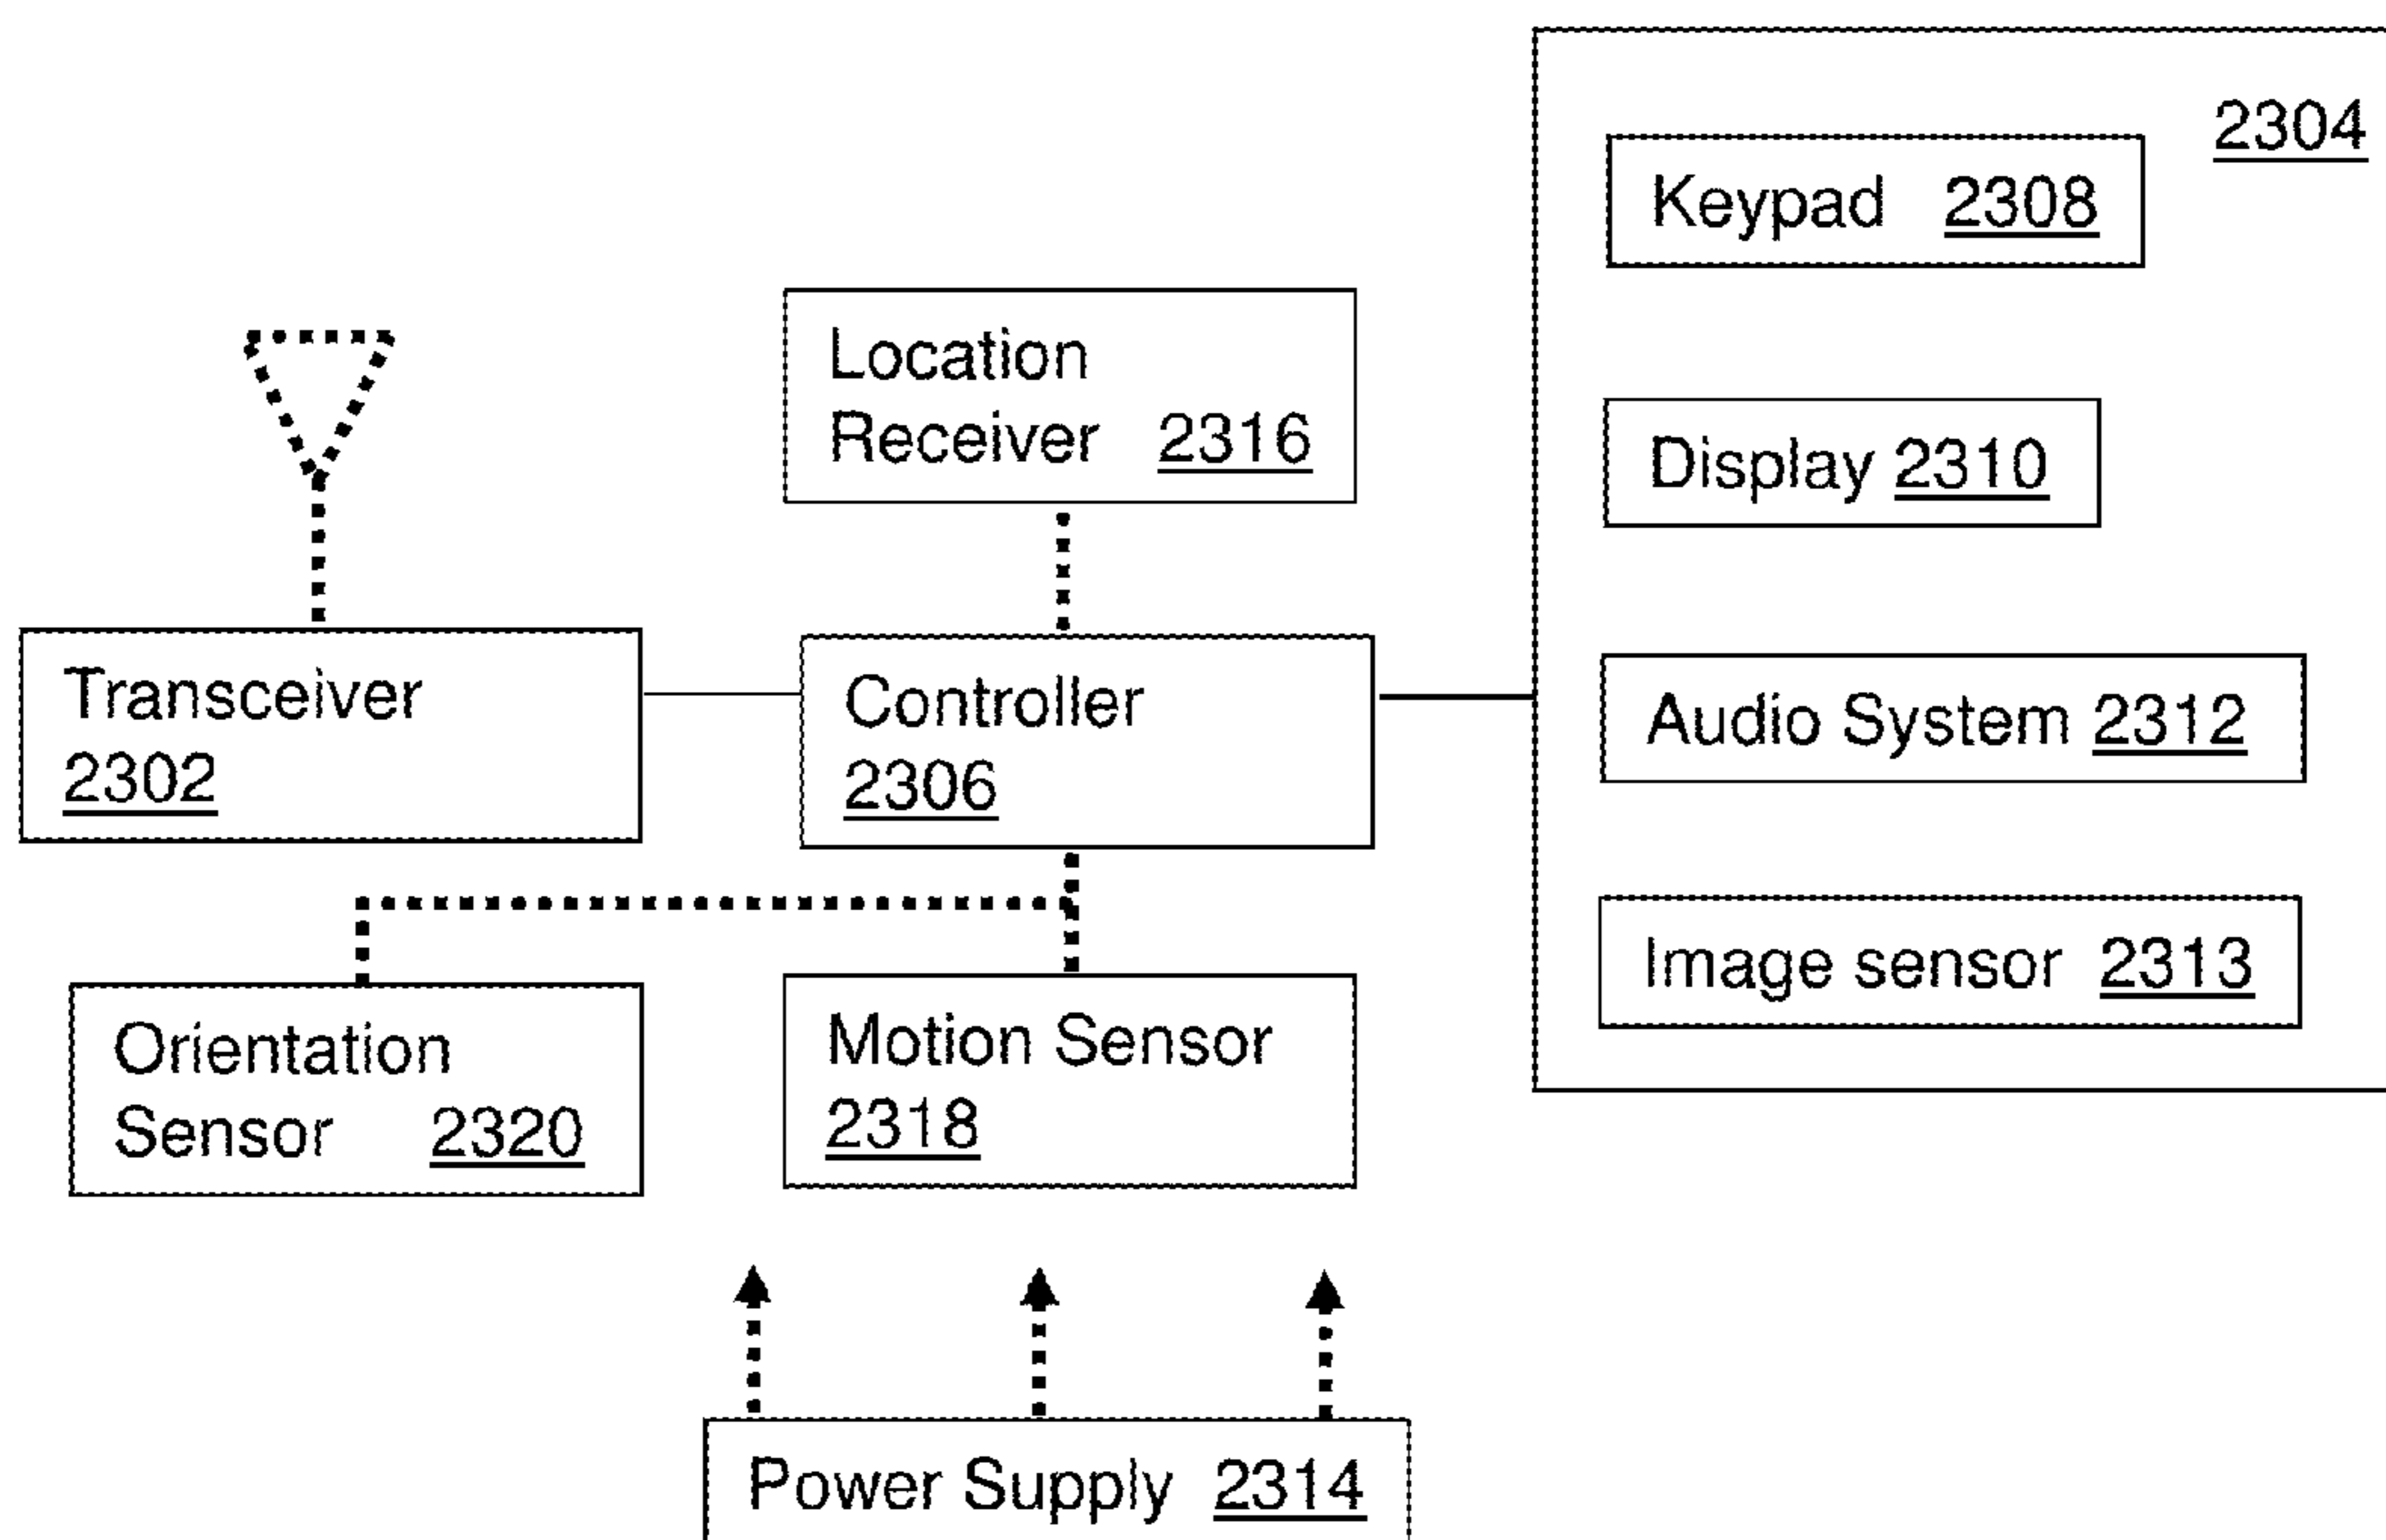 2304
Keypad 2308
Location
Receiver 2316
Display 2310
Transceiver
2302
Controller
2306
Audio System 2312
Image sensor 2313
Orientation
Sensor 2320
Motion Sensor
2318
Power Supply 2314